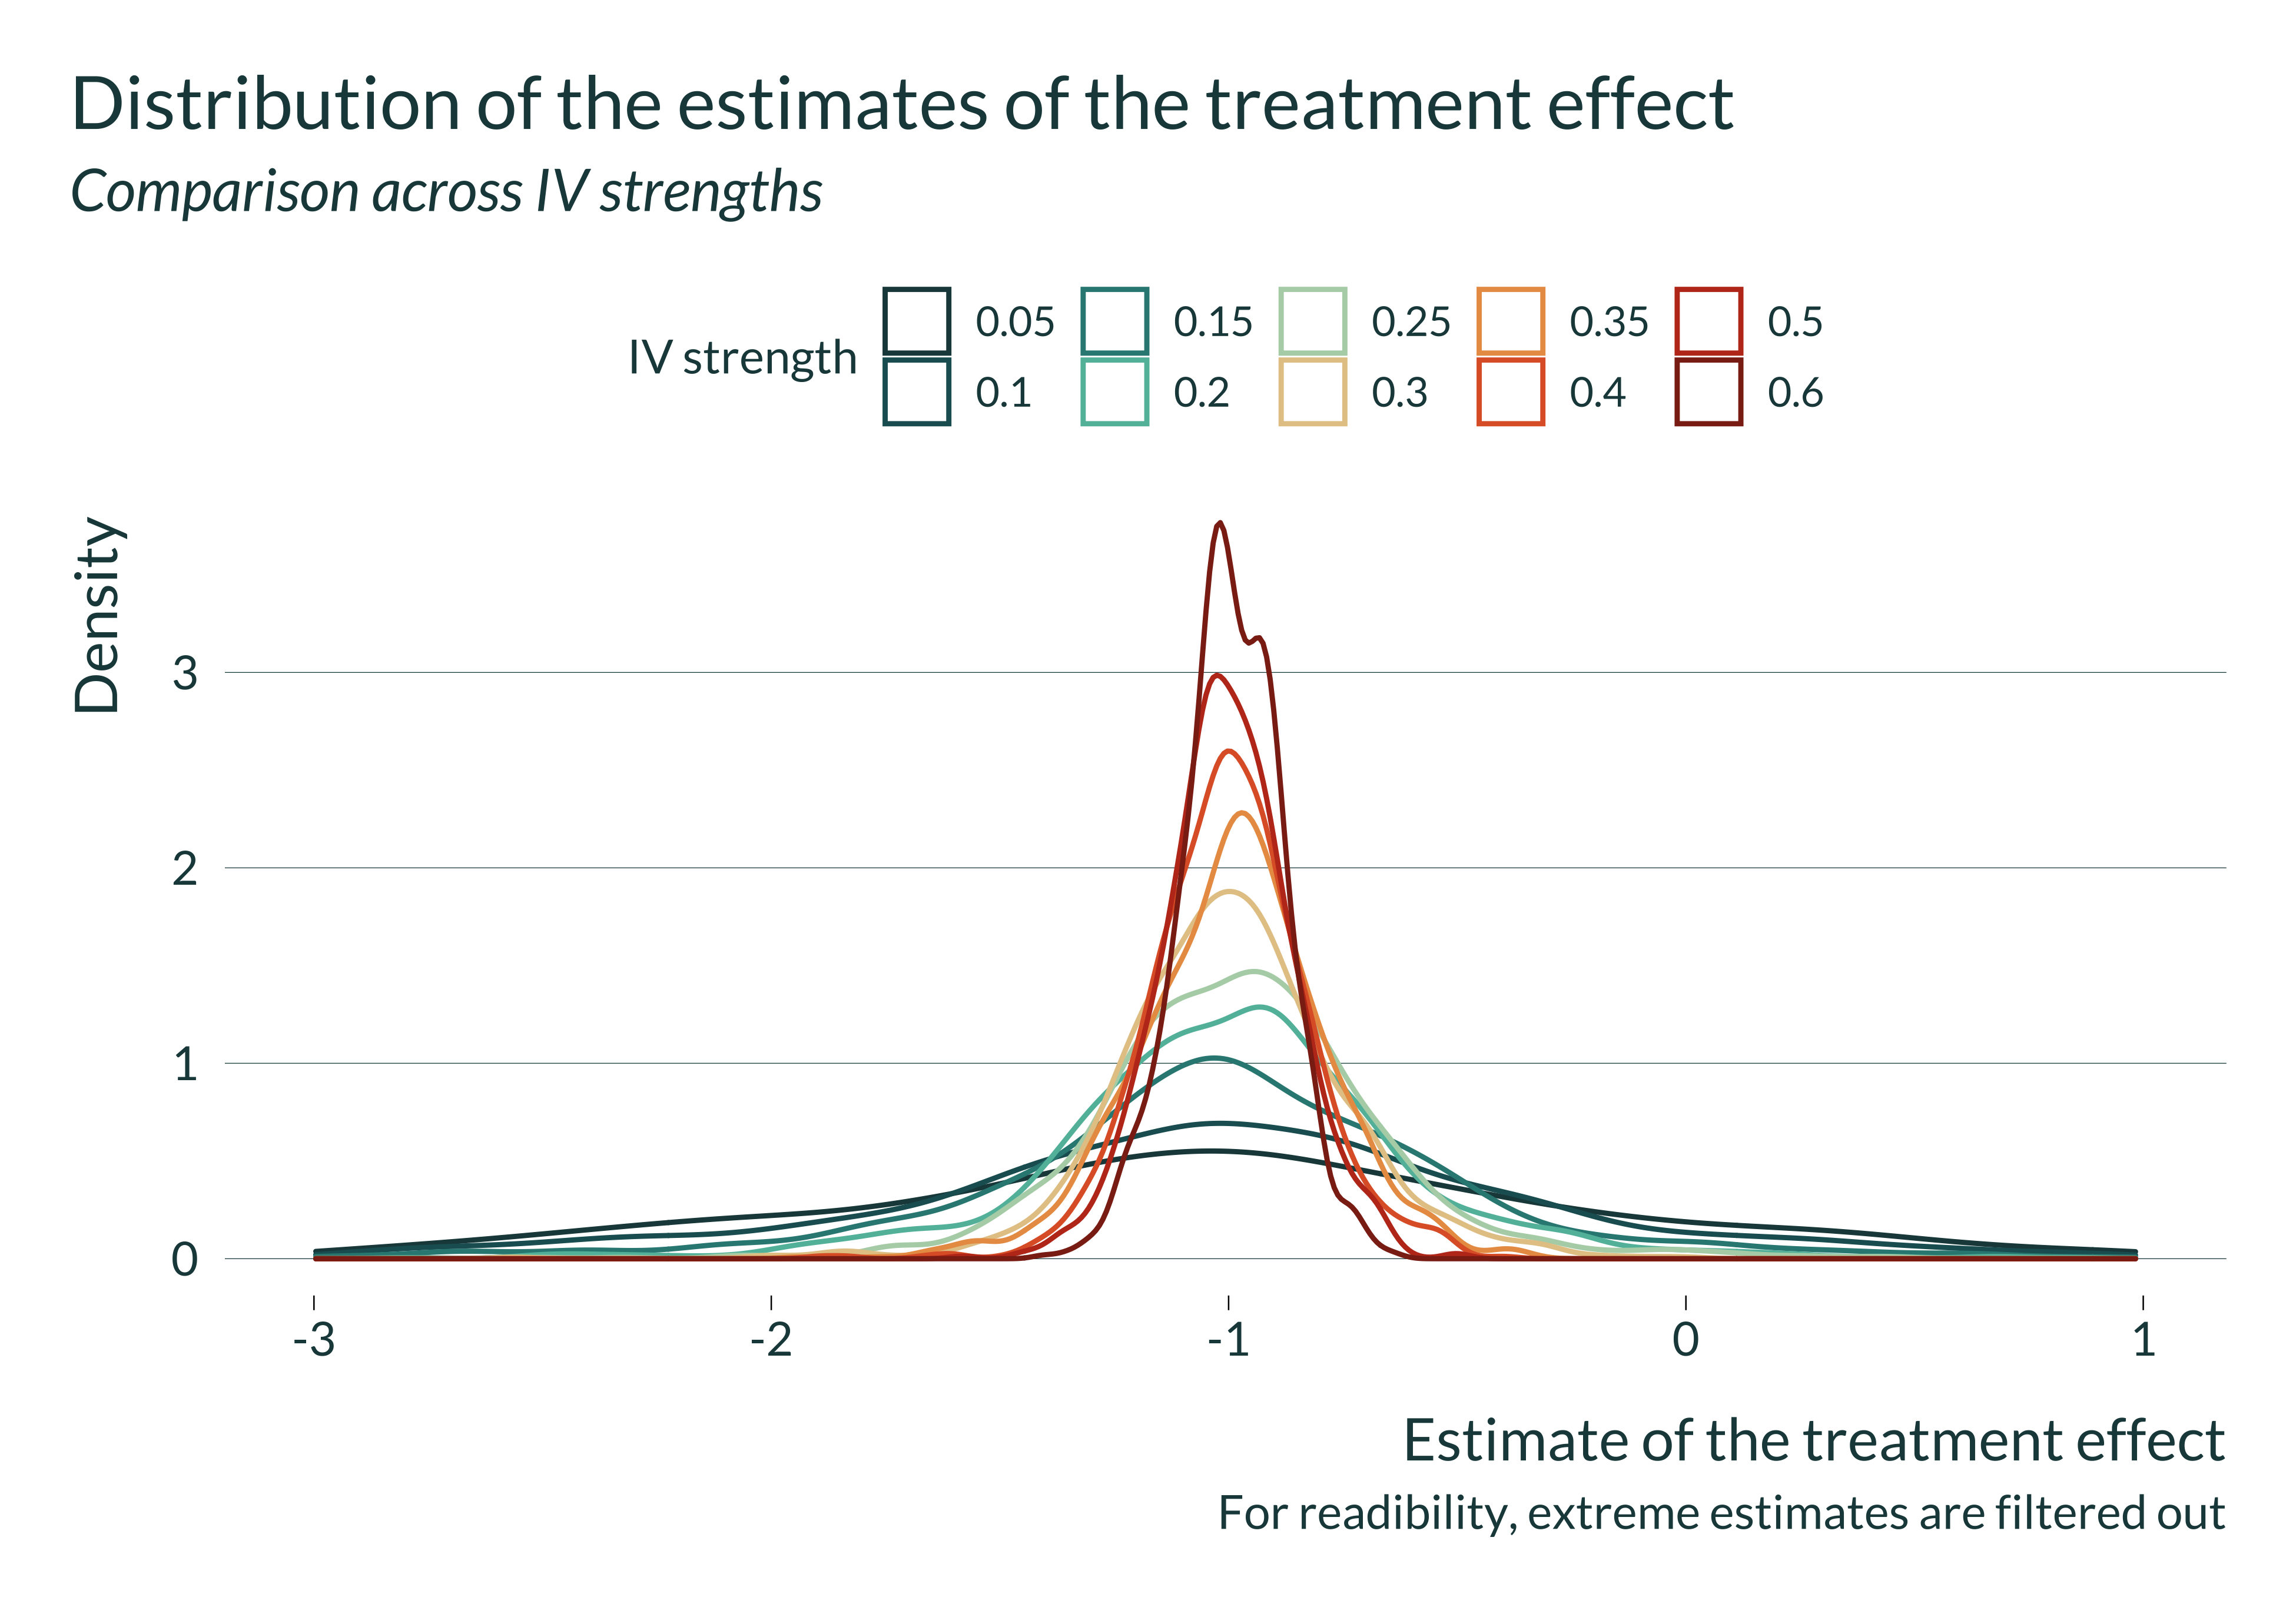 Distribution of the estimates of the treatment effect
Comparison across IV strengths
IV strength
0.05 0.15 0.25 0.35 0.5
0.1 0.2 0.3 0.4 0.6
Density
3
2
1
0
-3 -2 -1 0 1
Estimate of the treatment effect
For readibility, extreme estimates are filtered out